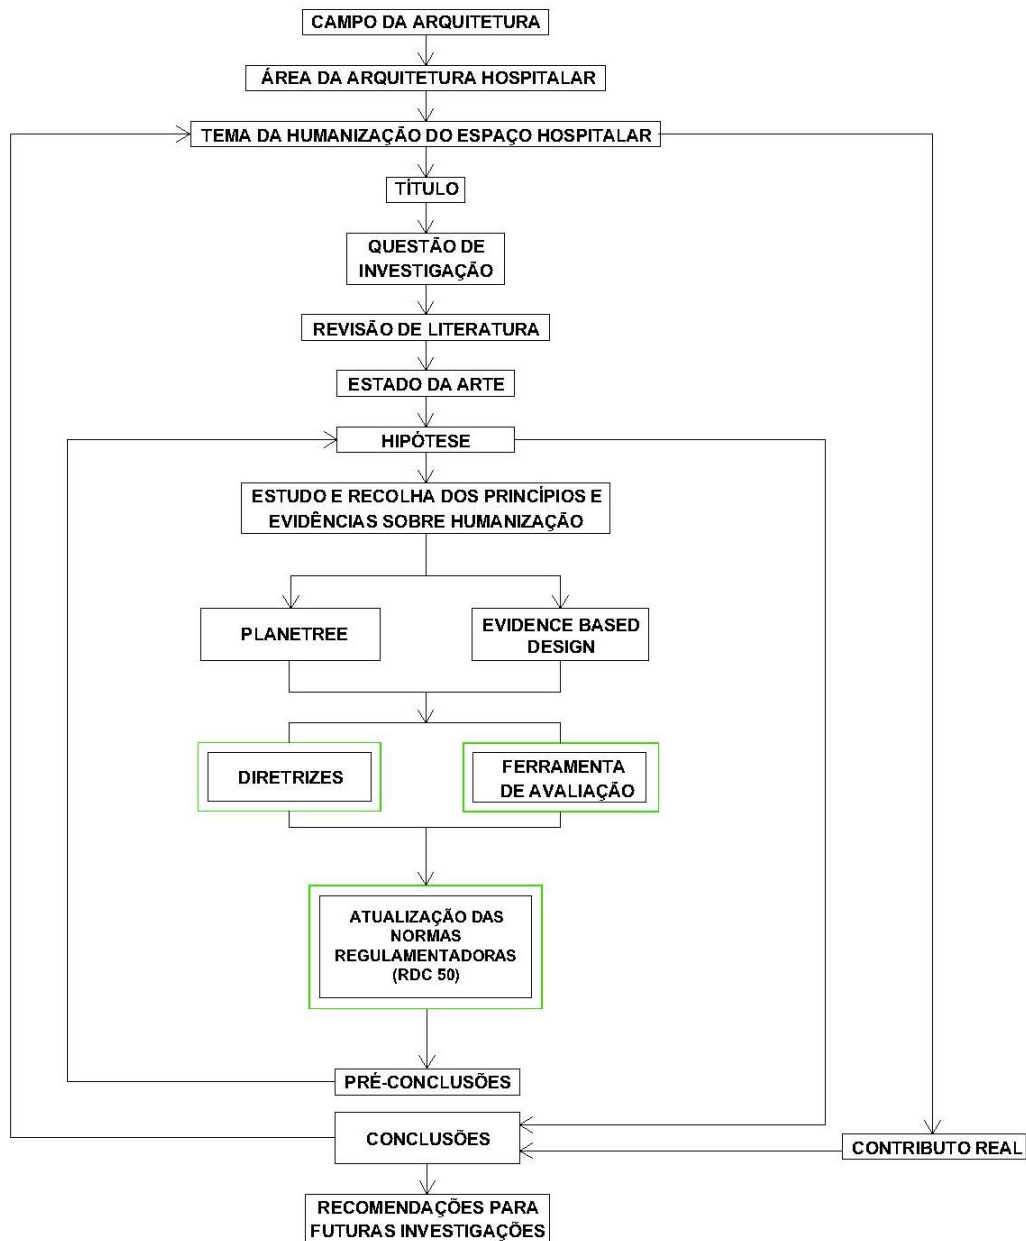 CAMPO DA ARQUITETURA
ÁREA DA ARQUITETURA HOSPITALAR
TEMA DA HUMANIZAÇÃO DO ESPAÇO HOSPITALAR
TÍTULO
QUESTÃO DE
INVESTIGAÇÃO
REVISÃO DE LITERATURA
ESTADO DA ARTE
HIPÓTESE
ESTUDO E RECOLHA DOS PRINCÍPIOS E
EVIDÊNCIAS SOBRE HUMANIZAÇÃO
PLANETREE
EVIDENCE BASED
DESIGN
DIRETRIZES
FERRAMENTA
DE AVALIAÇÃO
ATUALIZAÇÃO DAS
NORMAS
REGULAMENTADORAS
(RDC 50)
PRÉ-CONCLUSÕES
CONCLUSÕES
CONTRIBUTO REAL
RECOMENDAÇÕES PARA
FUTURAS INVESTIGAÇÕES